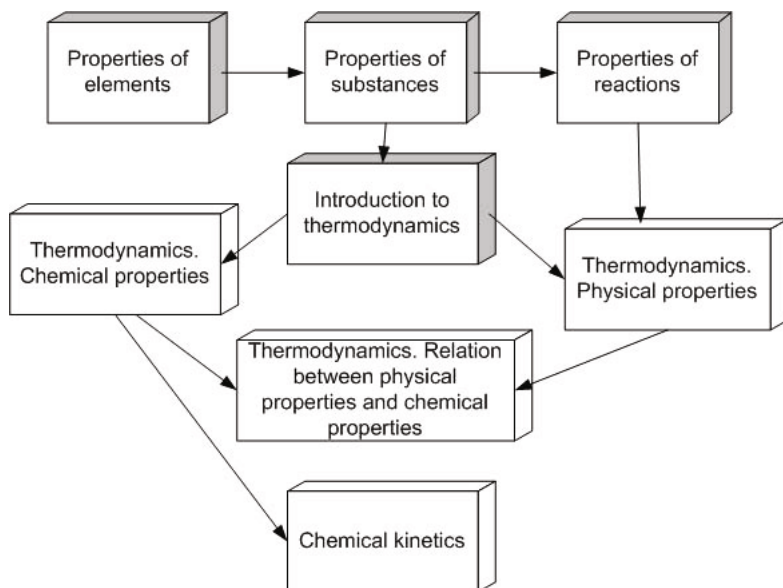 Properties of
elements
Properties of
substances
Properties of
reactions
Introduction to
thermodynamics
Thermodynamics.
Chemical properties
Thermodynamics.
Physical properties
Thermodynamics. Relation
between physical
properties and chemical
properties
Chemical kinetics